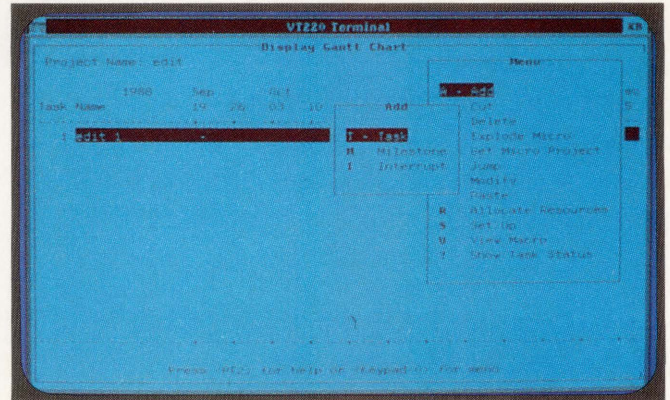 VT220 Terminal
KB
Display Gantt Chart
Project Name: edit
Menu
1988 Sep Oct
Task Name 19 26 03 10
A - Add
Cut
Delete
Explode Macro
Get Macro Project
Jump
Modify
Paste
R - Allocate Resources
S Set Up
V View Macro
? Show Task Status
Add
T - Task
M - Milestone
I - Interrupt
1 edit 1 -
Press <PF2> for help or <keypad 0> for menu